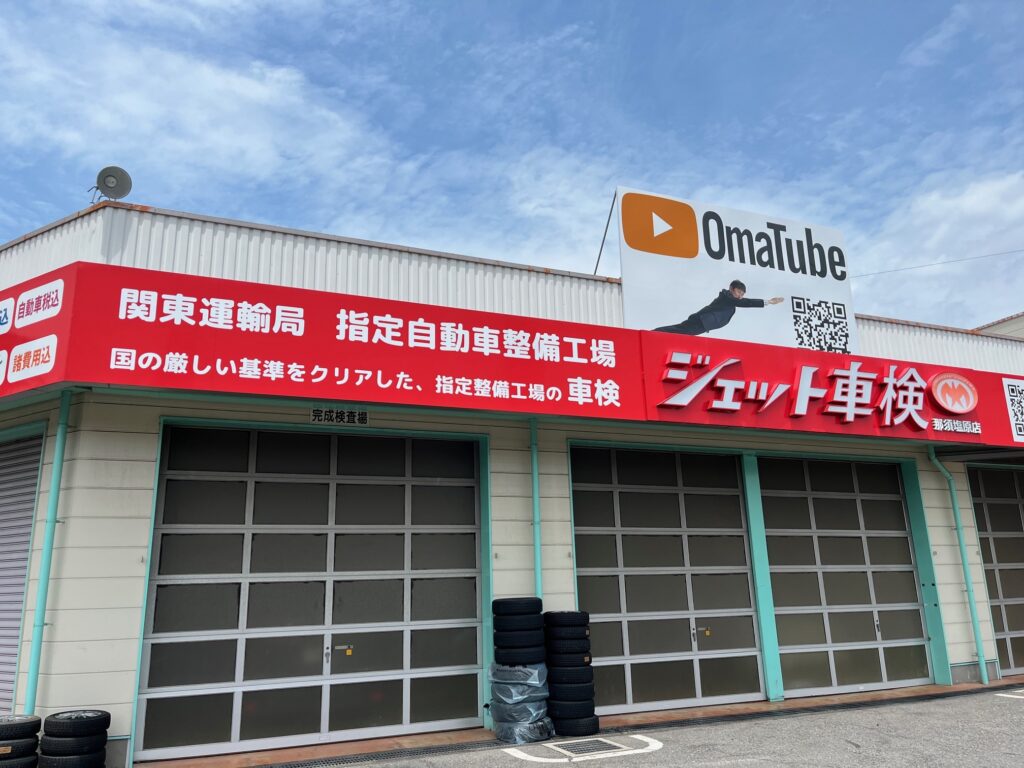 OmaTube
自動車税込
諸費用込
関東運輸局 指定自動車整備工場
国の厳しい基準をクリアした、指定整備工場の 車検
ジェット車検
那須塩原店
完成検査場